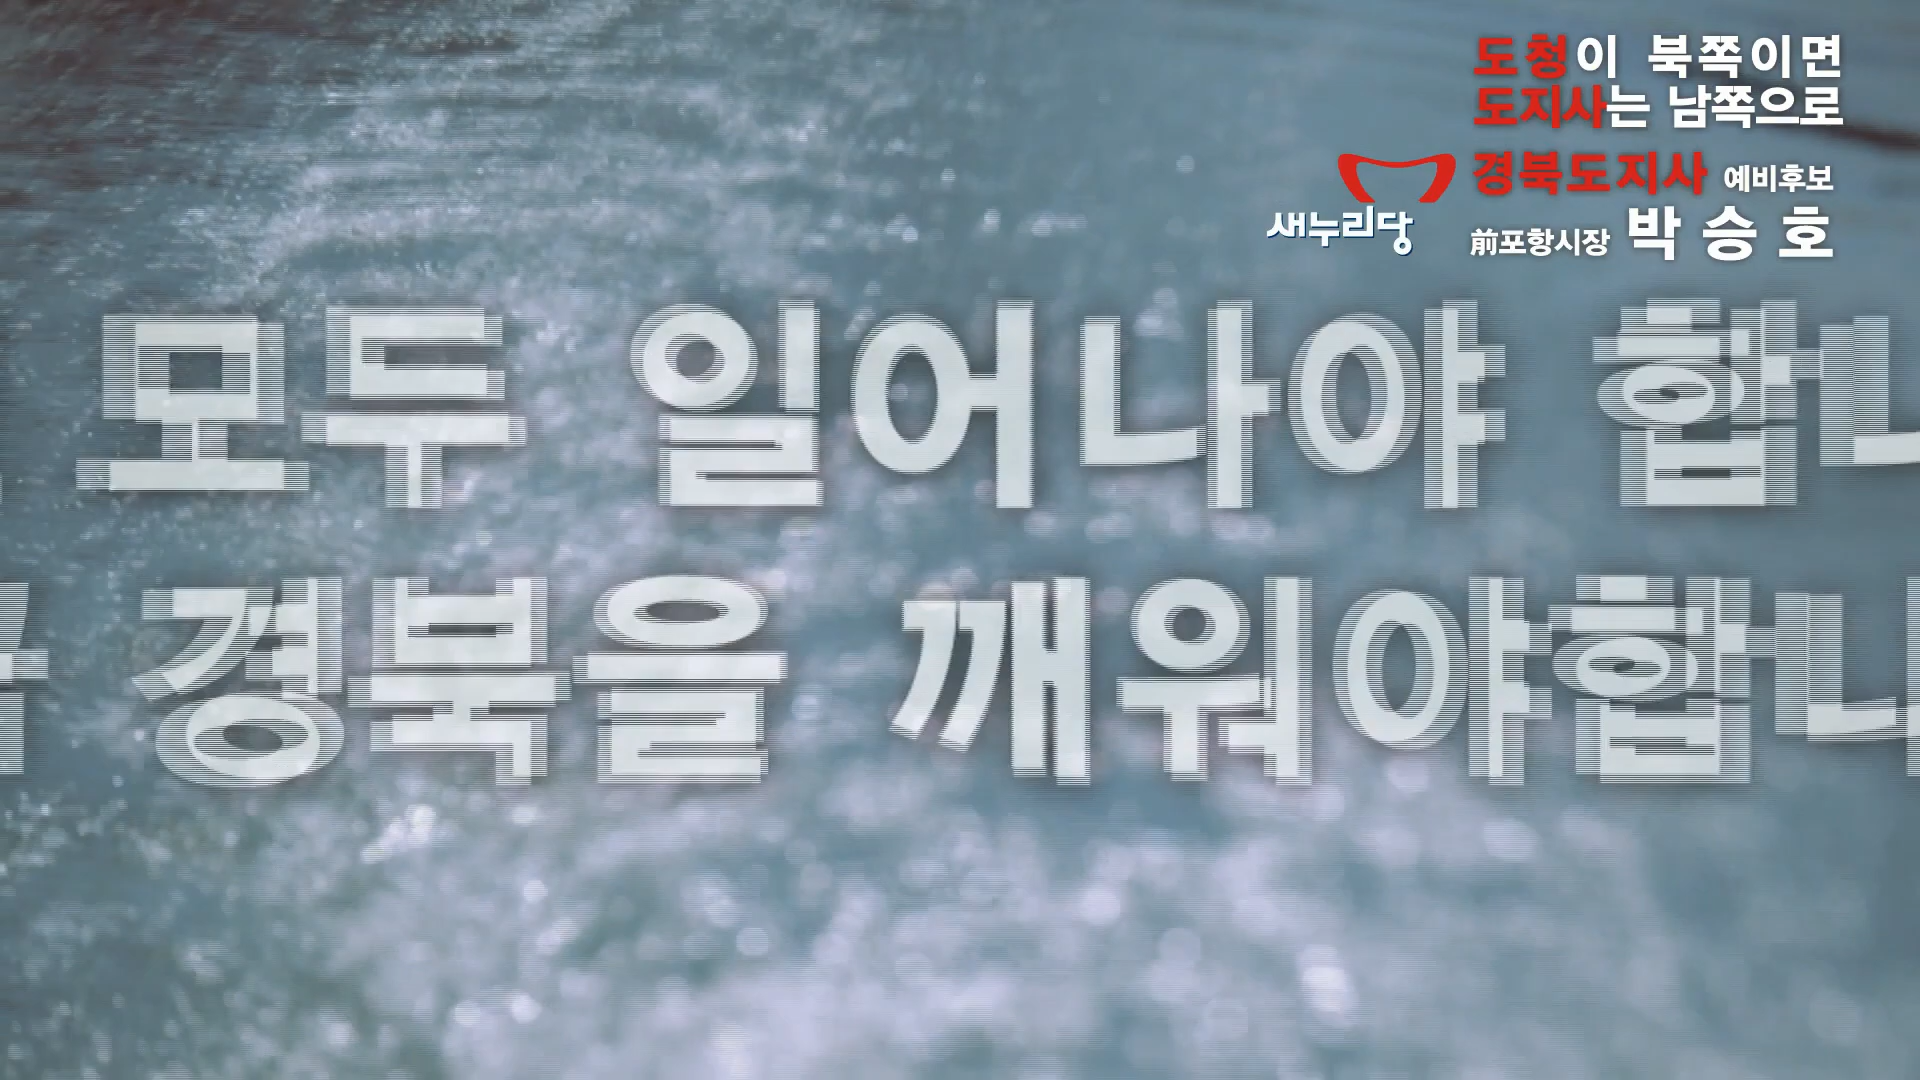 도청이 북쪽이면
도지사는 남쪽으로
경북도지사 예비후보
새누리당
前포항시장 박승호
모두 일어나야 합니
경북을 깨워야합니